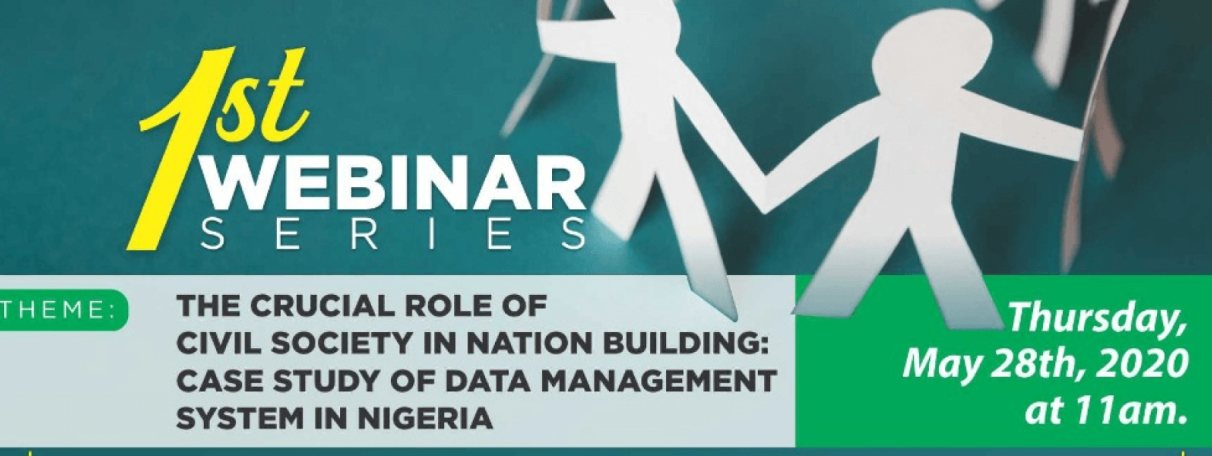 1st
WEBINAR
SERIES
THEME:
THE CRUCIAL ROLE OF
CIVIL SOCIETY IN NATION BUILDING:
CASE STUDY OF DATA MANAGEMENT
SYSTEM IN NIGERIA
Thursday,
May 28th, 2020
at 11am.